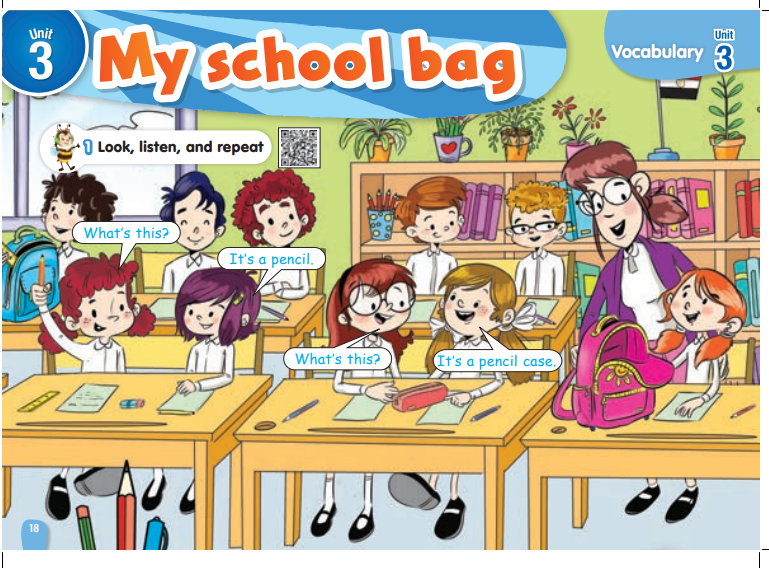 Unit
3
My school bag
Vocabulary
Unit
3
1 Look, listen, and repeat
What's this?
It's a pencil.
What's this?
It's a pencil case.
18